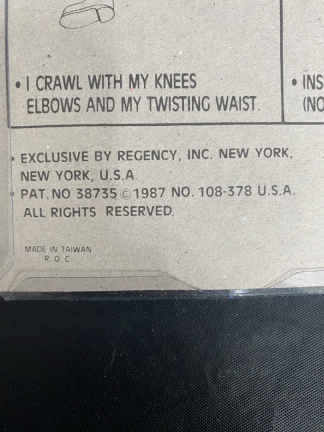 • I CRAWL WITH MY KNEES
ELBOWS AND MY TWISTING WAIST.
• INS
(NO
• EXCLUSIVE BY REGENCY, INC. NEW YORK,
NEW YORK, U.S.A.
• PAT. NO 38735 © 1987 NO. 108-378 U.S.A.
ALL RIGHTS RESERVED.
MADE IN TAIWAN
R.O.C.